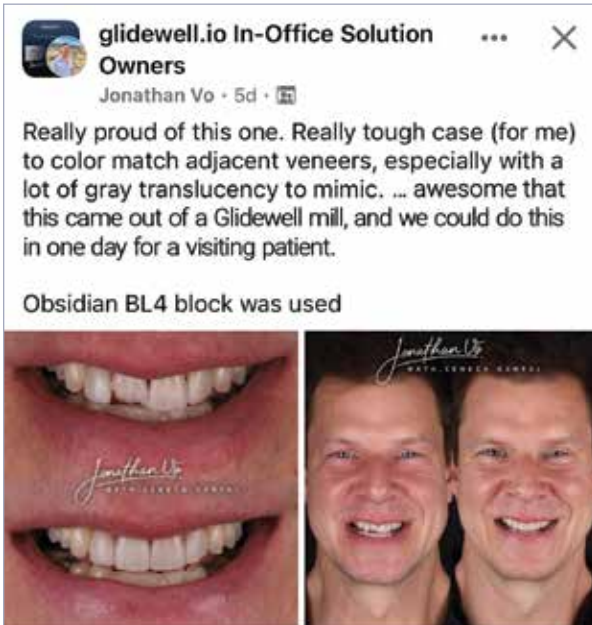 glidewell.io In-Office Solution
Owners
Jonathan Vo · 5d ·
Really proud of this one. Really tough case (for me)
to color match adjacent veneers, especially with a
lot of gray translucency to mimic. ... awesome that
this came out of a Glidewell mill, and we could do this
in one day for a visiting patient.
Obsidian BL4 block was used
Jonathan Vo
Jonathan Vo